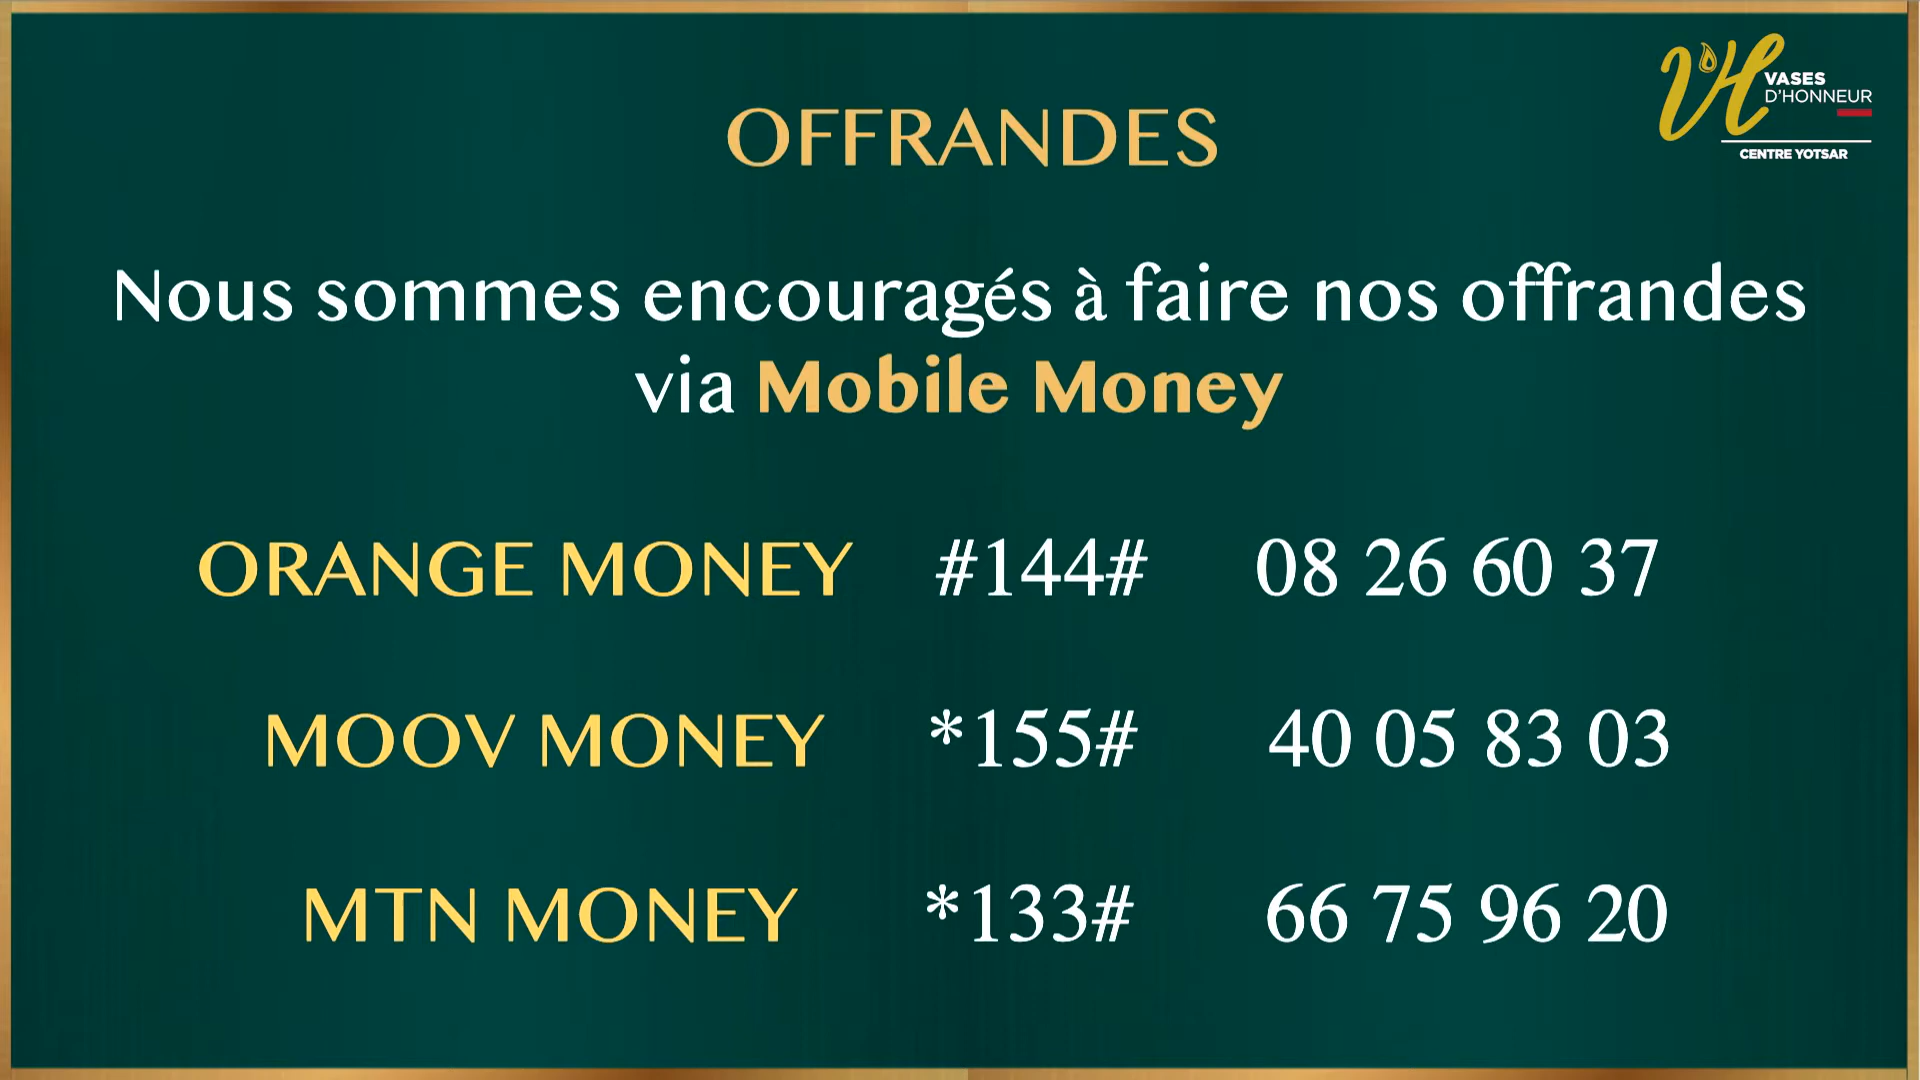 VH
VASES
D'HONNEUR
CENTRE YOTSAR
OFFRANDES
Nous sommes encouragés à faire nos offrandes
via Mobile Money
ORANGE MONEY #144# 08 26 60 37
MOOV MONEY *155# 40 05 83 03
MTN MONEY *133# 66 75 96 20